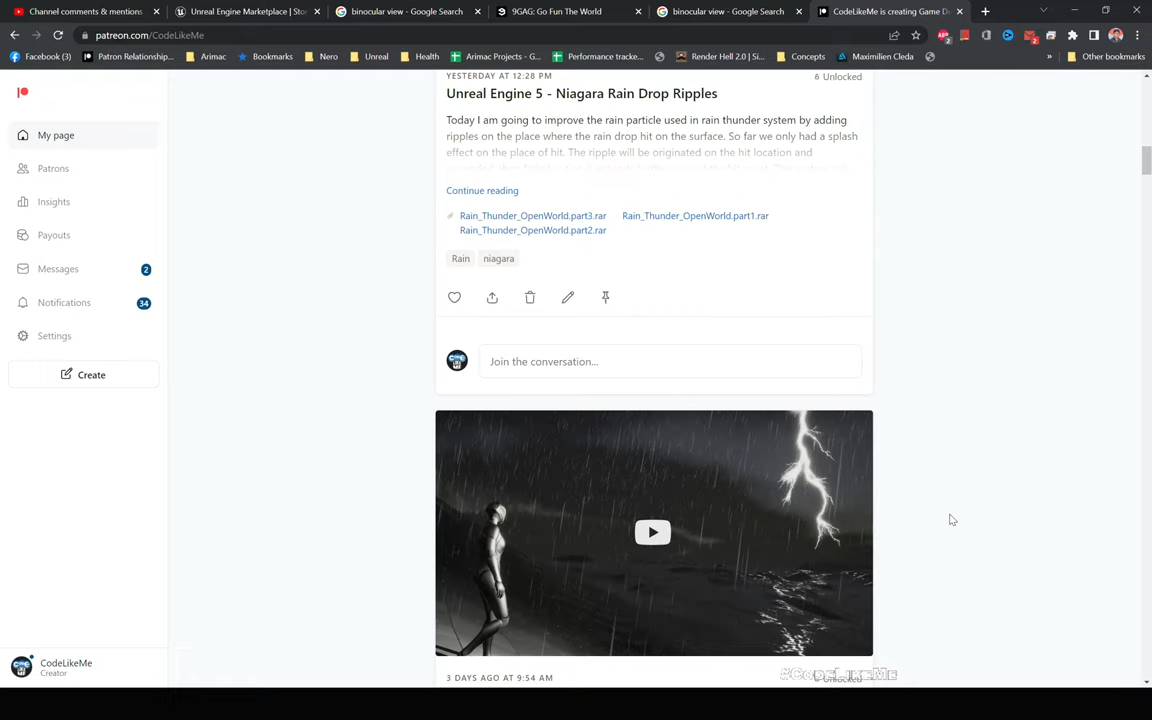 Channel comments & mentions
Unreal Engine Marketplace | Sto
binocular view - Google Search
9GAG: Go Fun The World
binocular view - Google Search
CodeLikeMe is creating Game D
patreon.com/CodeLikeMe
Facebook (3)
Patron Relationship...
Arimac
Bookmarks
Nero
Unreal
Health
Arimac Projects - G...
Performance tracke...
Render Hell 2.0 | Si...
Concepts
Maximilien Cleda
»
Other bookmarks
YESTERDAY AT 12:28 PM
6 Unlocked
Unreal Engine 5 - Niagara Rain Drop Ripples
Today I am going to improve the rain particle used in rain thunder system by adding
ripples on the place where the rain drop hit on the surface. So far we only had a splash
effect on the place of hit. The ripple will be originated on the hit location and
Continue reading
Rain_Thunder_OpenWorld.part3.rar
Rain_Thunder_OpenWorld.part1.rar
Rain_Thunder_OpenWorld.part2.rar
Rain
niagara
My page
Patrons
Insights
Payouts
Messages
2
Notifications
34
Settings
Create
Join the conversation...
3 DAYS AGO AT 9:54 AM
#CodeLikeMe
CodeLikeMe
Creator